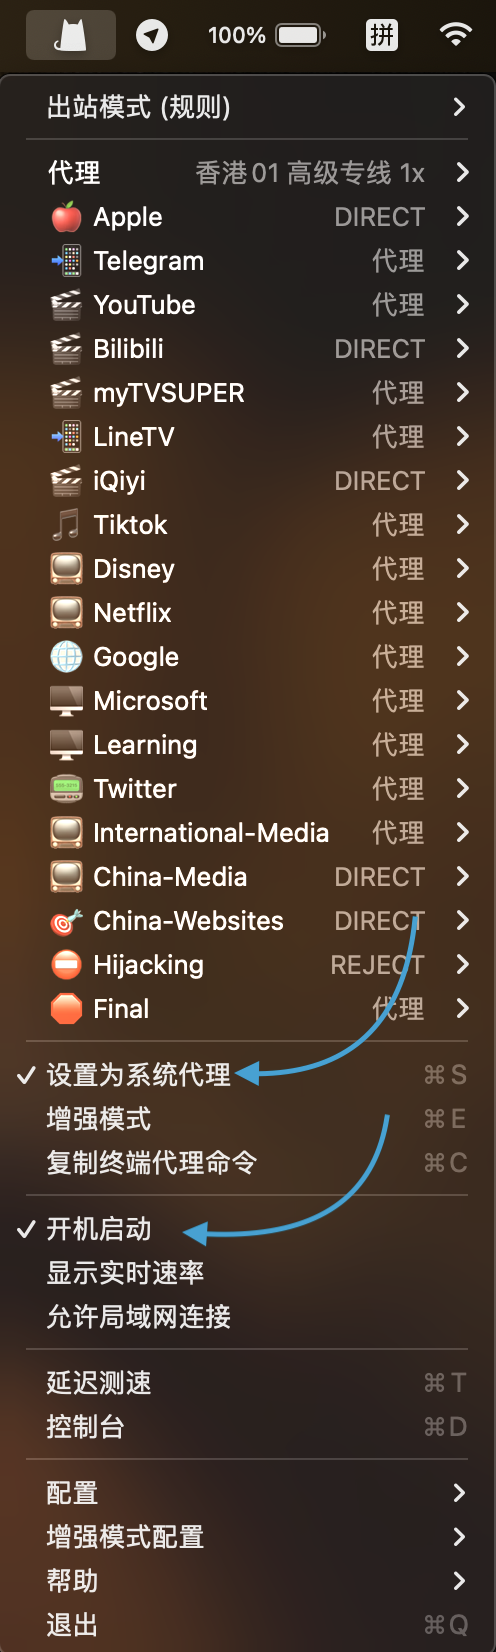 100% 拼
出站模式 (规则)
代理 香港 01 高级专线 1x
Apple DIRECT
Telegram 代理
YouTube 代理
Bilibili DIRECT
myTVSUPER 代理
LineTV 代理
iQiyi DIRECT
Tiktok 代理
Disney 代理
Netflix 代理
Google 代理
Microsoft 代理
Learning 代理
Twitter 代理
International-Media 代理
China-Media DIRECT
China-Websites DIRECT
Hijacking REJECT
Final 代理
设置为系统代理 ⌘S
增强模式 ⌘E
复制终端代理命令 ⌘C
开机启动
显示实时速率
允许局域网连接
延迟测速 ⌘T
控制台 ⌘D
配置
增强模式配置
帮助
退出 ⌘Q